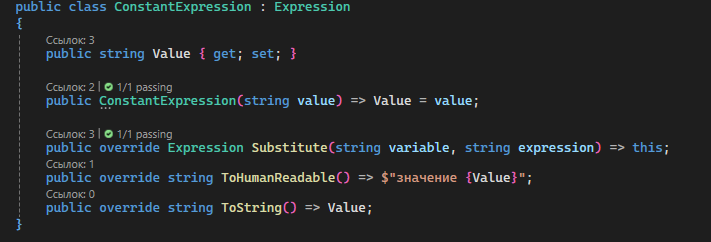 public class ConstantExpression : Expression
{
Ссылок: 3
public string Value { get; set; }
Ссылок: 2 | 1/1 passing
public ConstantExpression(string value) => Value = value;
Ссылок: 3 | 1/1 passing
public override Expression Substitute(string variable, string expression) => this;
Ссылок: 1
public override string ToHumanReadable() => $"значение {Value}";
Ссылок: 0
public override string ToString() => Value;
}